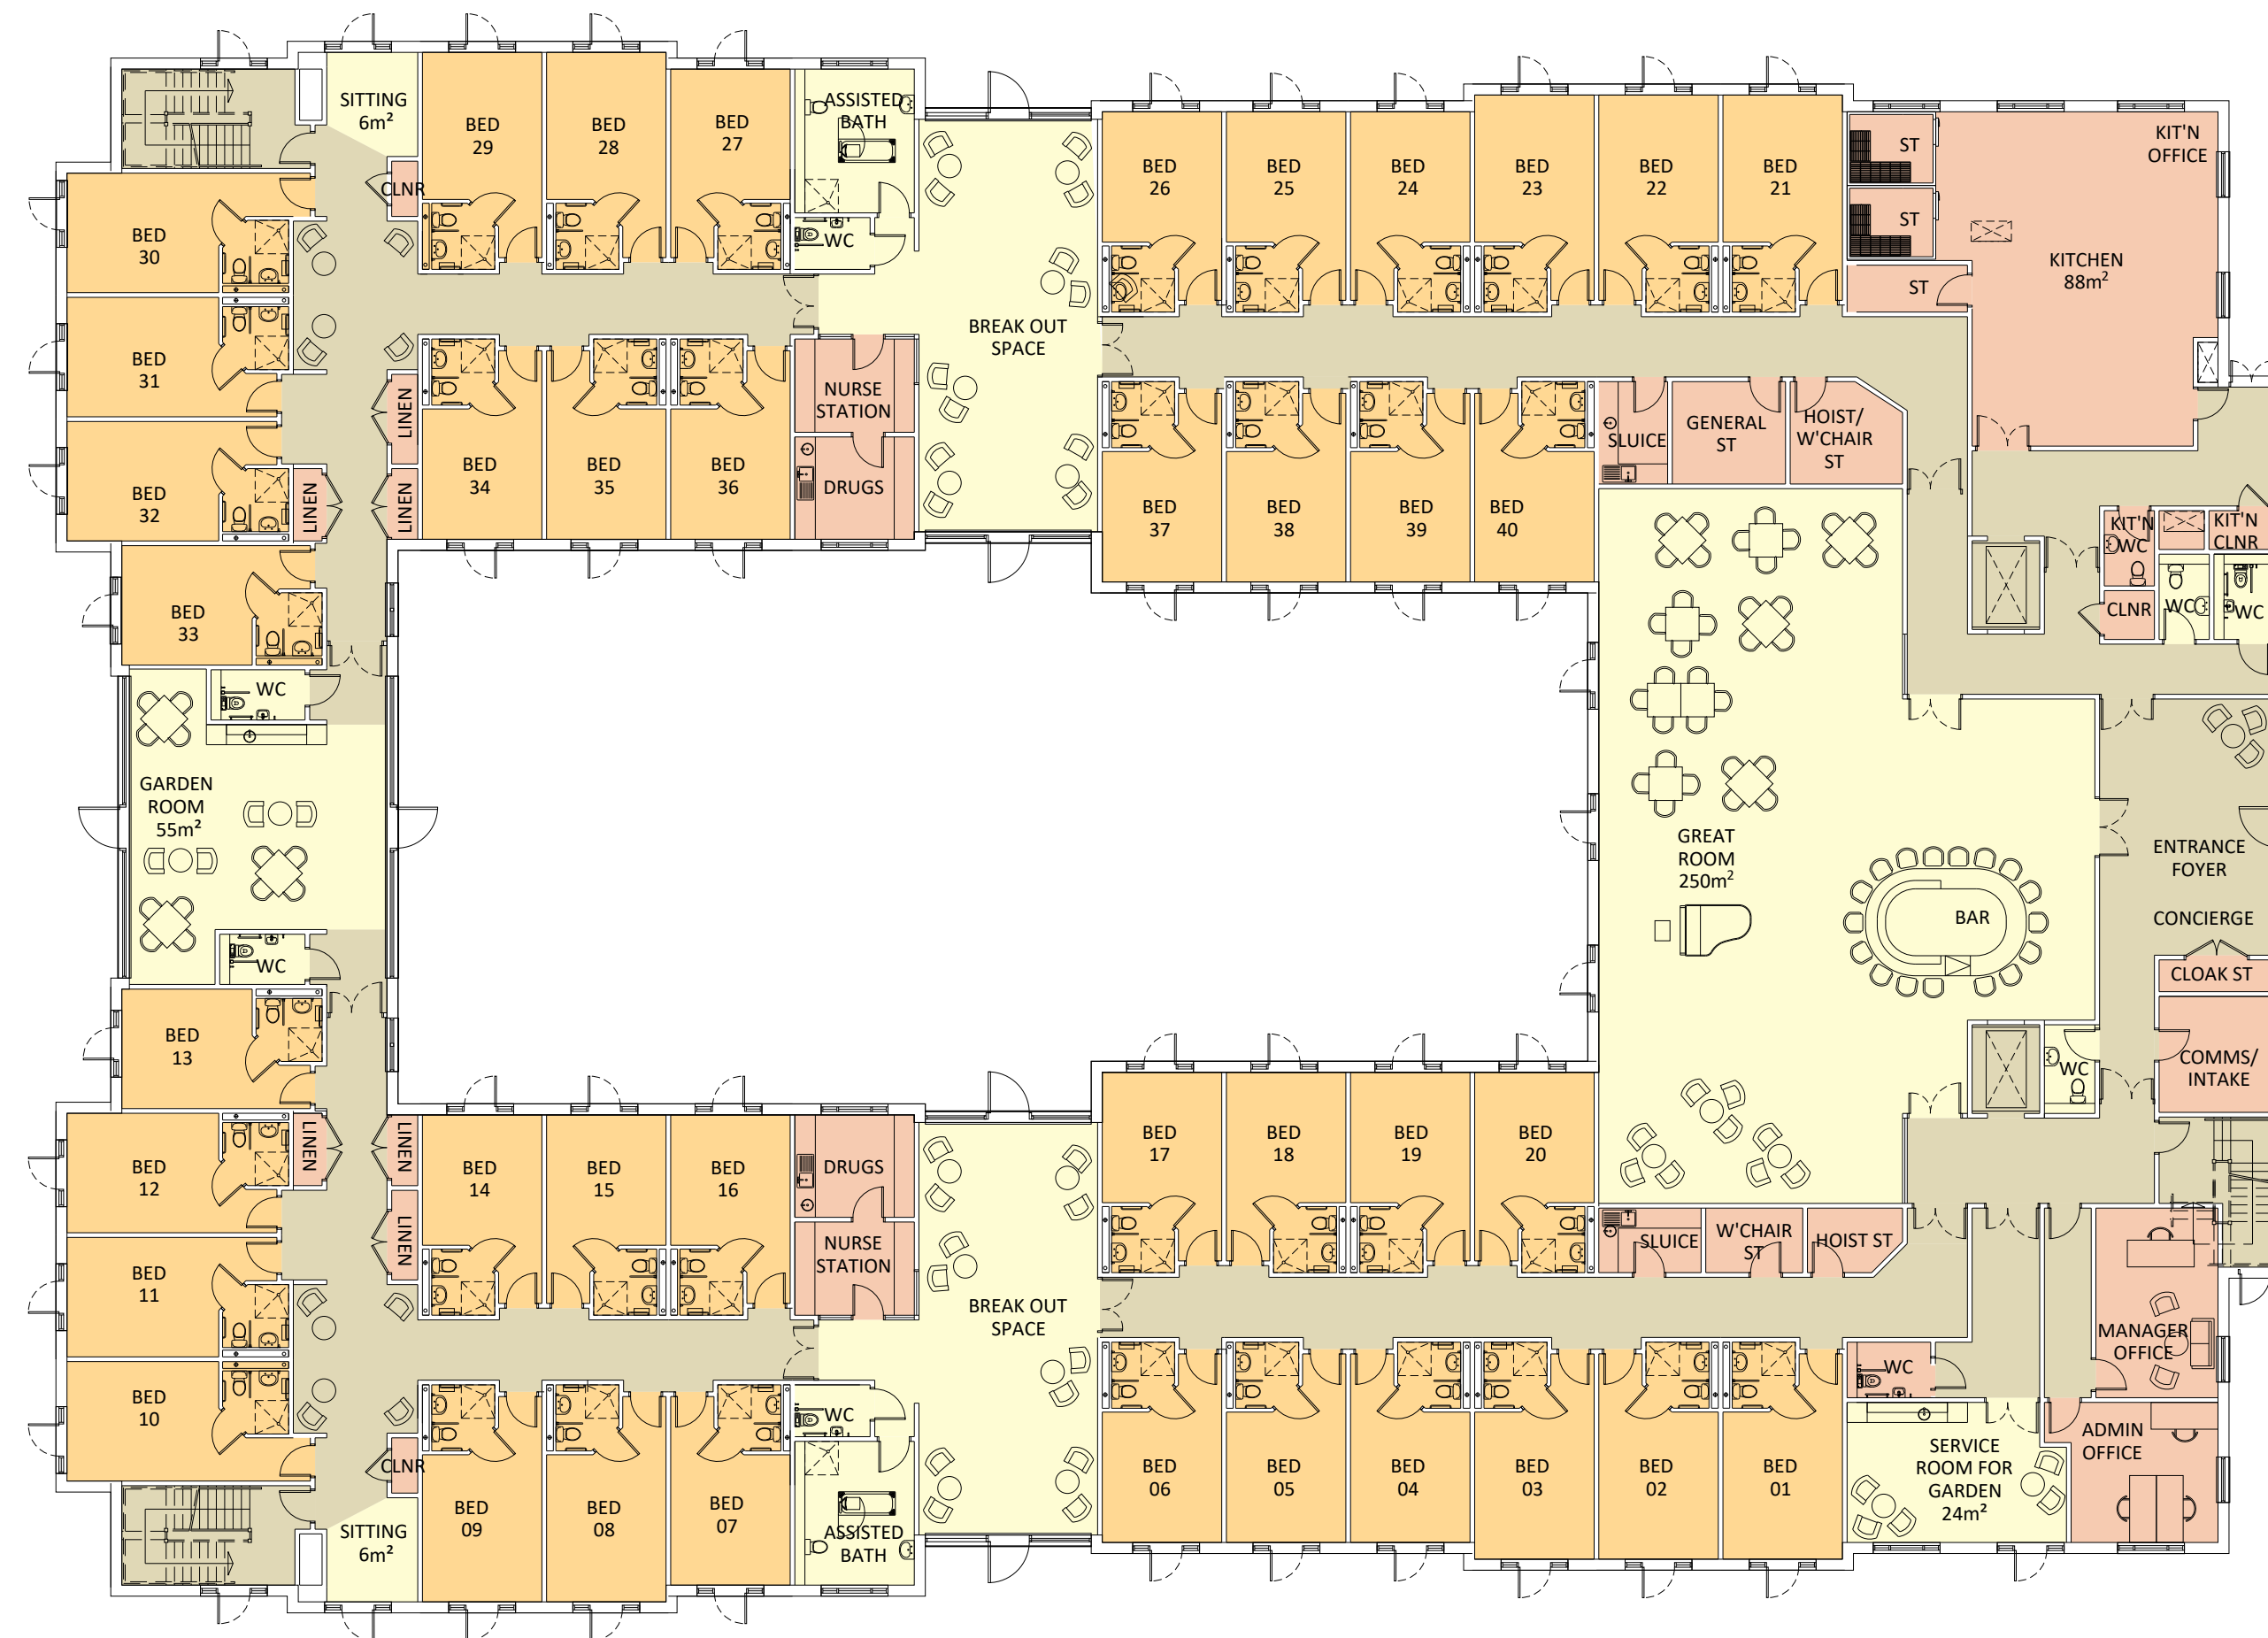 SITTING
6m²
CLNR
BED
29
BED
28
BED
27
ASSISTED
BATH
WC
BED
26
BED
25
BED
24
BED
23
BED
22
BED
21
ST
ST
ST
KIT'N
OFFICE
KITCHEN
88m²
BED
30
BED
31
BED
32
BED
33
LINEN
LINEN
LINEN
BED
34
BED
35
BED
36
NURSE
STATION
DRUGS
BREAK OUT
SPACE
BED
37
BED
38
BED
39
BED
40
SLUICE
GENERAL
ST
HOIST/
W'CHAIR
ST
KIT'N
WC
KIT'N
CLNR
CLNR
WC
WC
WC
GARDEN
ROOM
55m²
WC
GREAT
ROOM
250m²
BAR
ENTRANCE
FOYER
CONCIERGE
CLOAK ST
COMMS/
INTAKE
WC
BED
13
BED
12
BED
11
BED
10
LINEN
LINEN
LINEN
BED
14
BED
15
BED
16
DRUGS
NURSE
STATION
BREAK OUT
SPACE
BED
17
BED
18
BED
19
BED
20
SLUICE
W'CHAIR
ST
HOIST ST
MANAGER
OFFICE
WC
ADMIN
OFFICE
SERVICE
ROOM FOR
GARDEN
24m²
CLNR
SITTING
6m²
BED
09
BED
08
BED
07
WC
ASSISTED
BATH
BED
06
BED
05
BED
04
BED
03
BED
02
BED
01